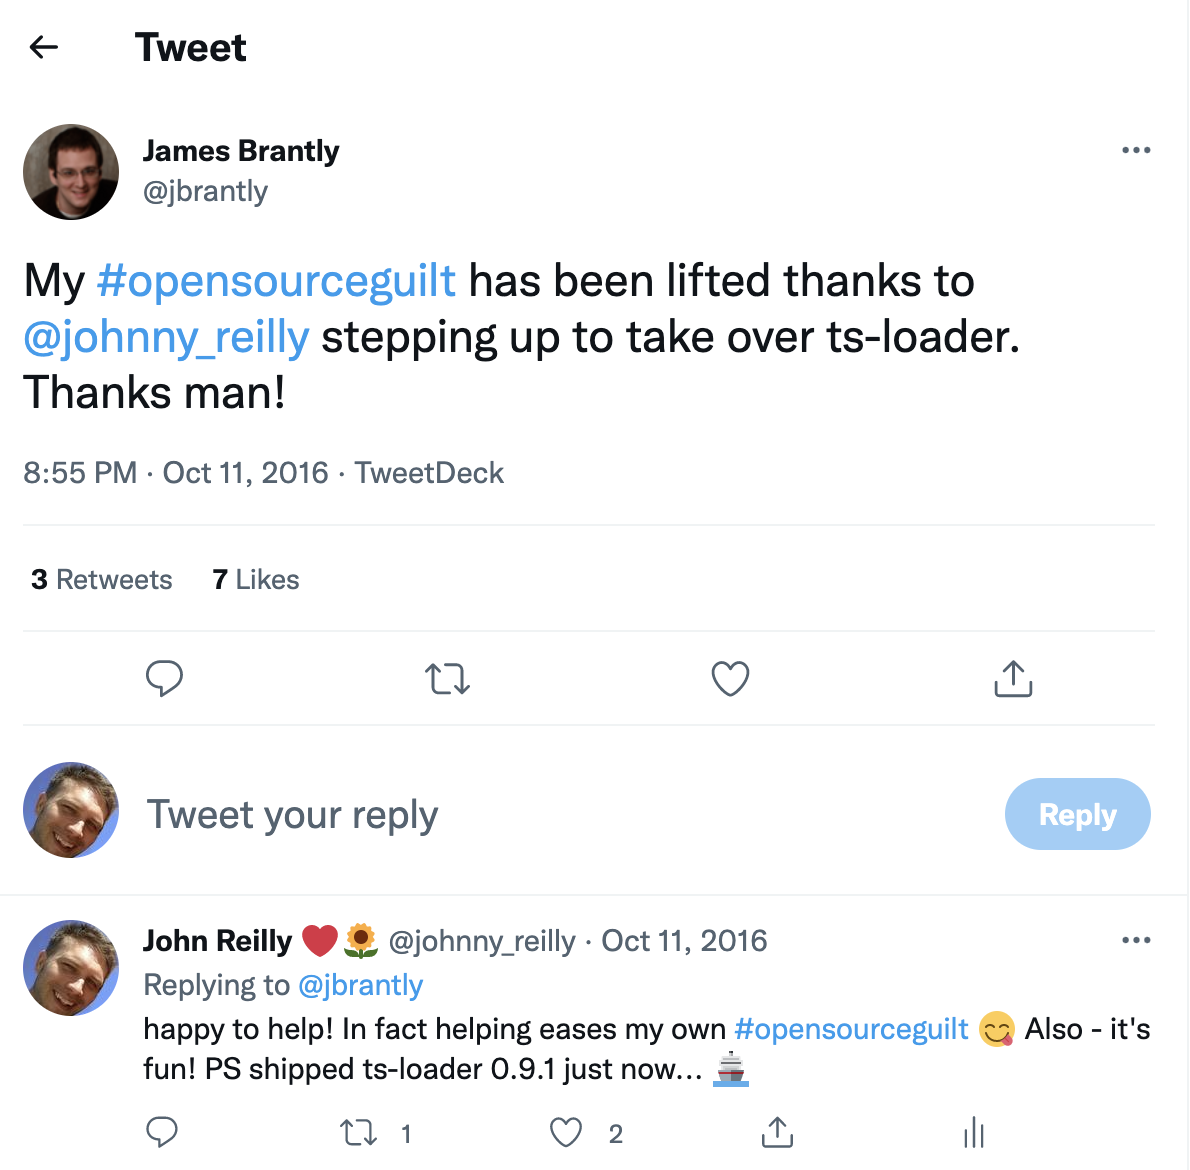 Tweet
James Brantly
@jbrantly
My #opensourceguilt has been lifted thanks to
@johnny_reilly stepping up to take over ts-loader.
Thanks man!
8:55 PM · Oct 11, 2016 · TweetDeck
3 Retweets 7 Likes
Tweet your reply
Reply
John Reilly ❤️🌻 @johnny_reilly · Oct 11, 2016
Replying to @jbrantly
happy to help! In fact helping eases my own #opensourceguilt 😋 Also - it's
fun! PS shipped ts-loader 0.9.1 just now... 🚢
1 2